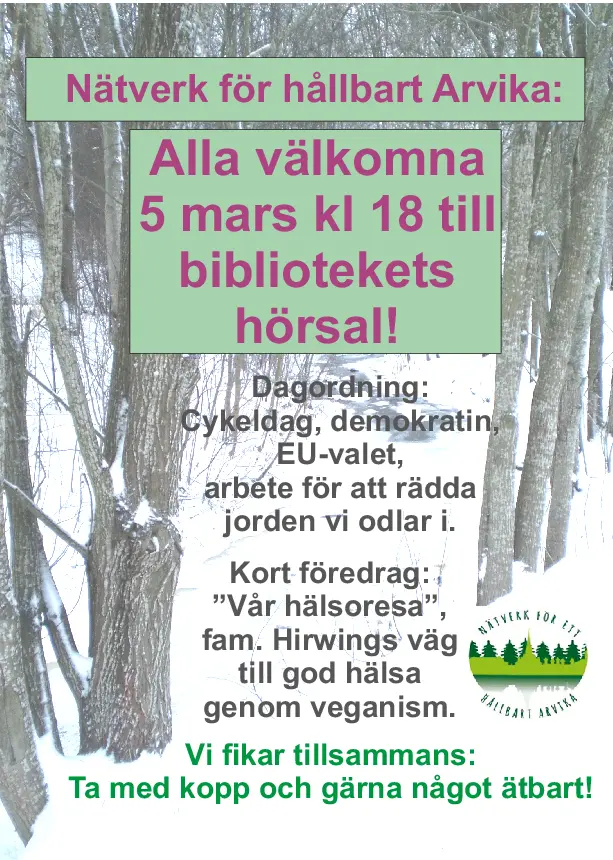 Nätverk för hållbart Arvika:
Alla välkomna
5 mars kl 18 till
bibliotekets
hörsal!
Dagordning:
Cykeldag, demokratin,
EU-valet,
arbete för att rädda
jorden vi odlar i.
Kort föredrag:
”Vår hälsoresa”,
fam. Hirwings väg
till god hälsa
genom veganism.
NÄTVERK FÖR ETT
HÅLLBART ARVIKA
Vi fikar tillsammans:
Ta med kopp och gärna något ätbart!